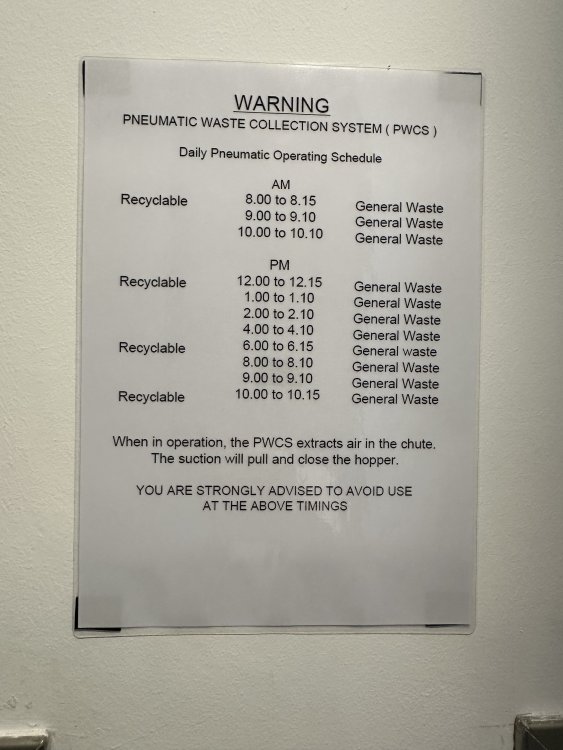 WARNING
PNEUMATIC WASTE COLLECTION SYSTEM ( PWCS )
Daily Pneumatic Operating Schedule
AM
Recyclable 8.00 to 8.15 General Waste
9.00 to 9.10 General Waste
10.00 to 10.10 General Waste
PM
Recyclable 12.00 to 12.15 General Waste
1.00 to 1.10 General Waste
2.00 to 2.10 General Waste
4.00 to 4.10 General Waste
Recyclable 6.00 to 6.15 General waste
8.00 to 8.10 General Waste
9.00 to 9.10 General Waste
Recyclable 10.00 to 10.15 General Waste
When in operation, the PWCS extracts air in the chute.
The suction will pull and close the hopper.
YOU ARE STRONGLY ADVISED TO AVOID USE
AT THE ABOVE TIMINGS